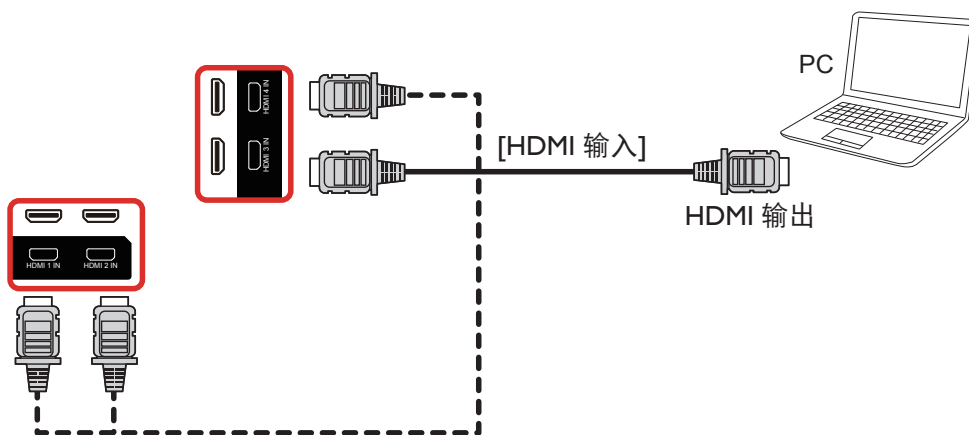 PC
HDMI 4 IN
HDMI 3 IN
[HDMI 输入]
HDMI 输出
HDMI 1 IN
HDMI 2 IN